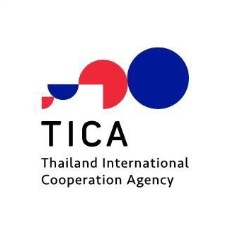 TICA
Thailand International
Cooperation Agency